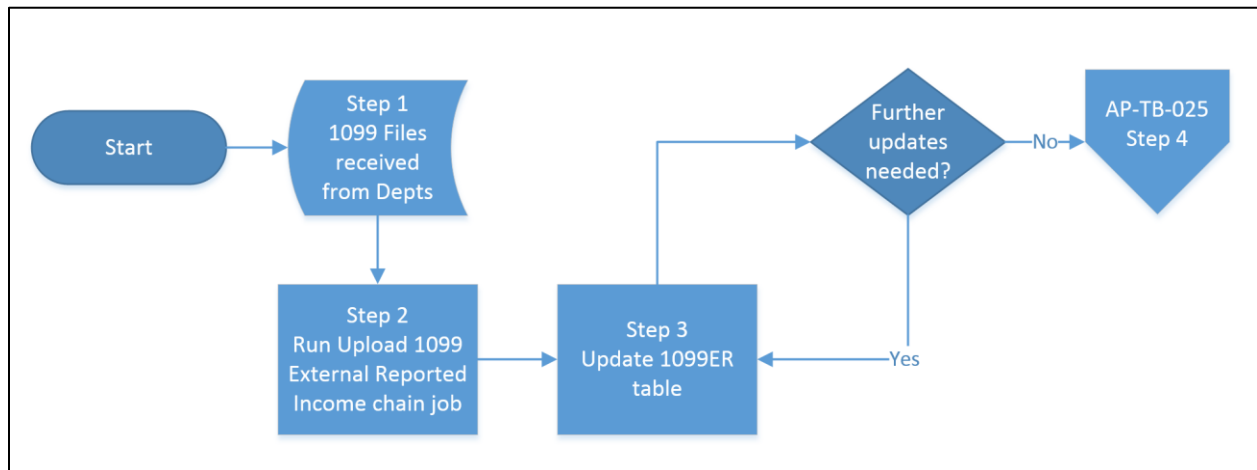 Start
Step 1
1099 Files
received
from Depts
Step 2
Run Upload 1099
External Reported
Income chain job
Step 3
Update 1099ER
table
Further
updates
needed?
Yes
No
AP-TB-025
Step 4